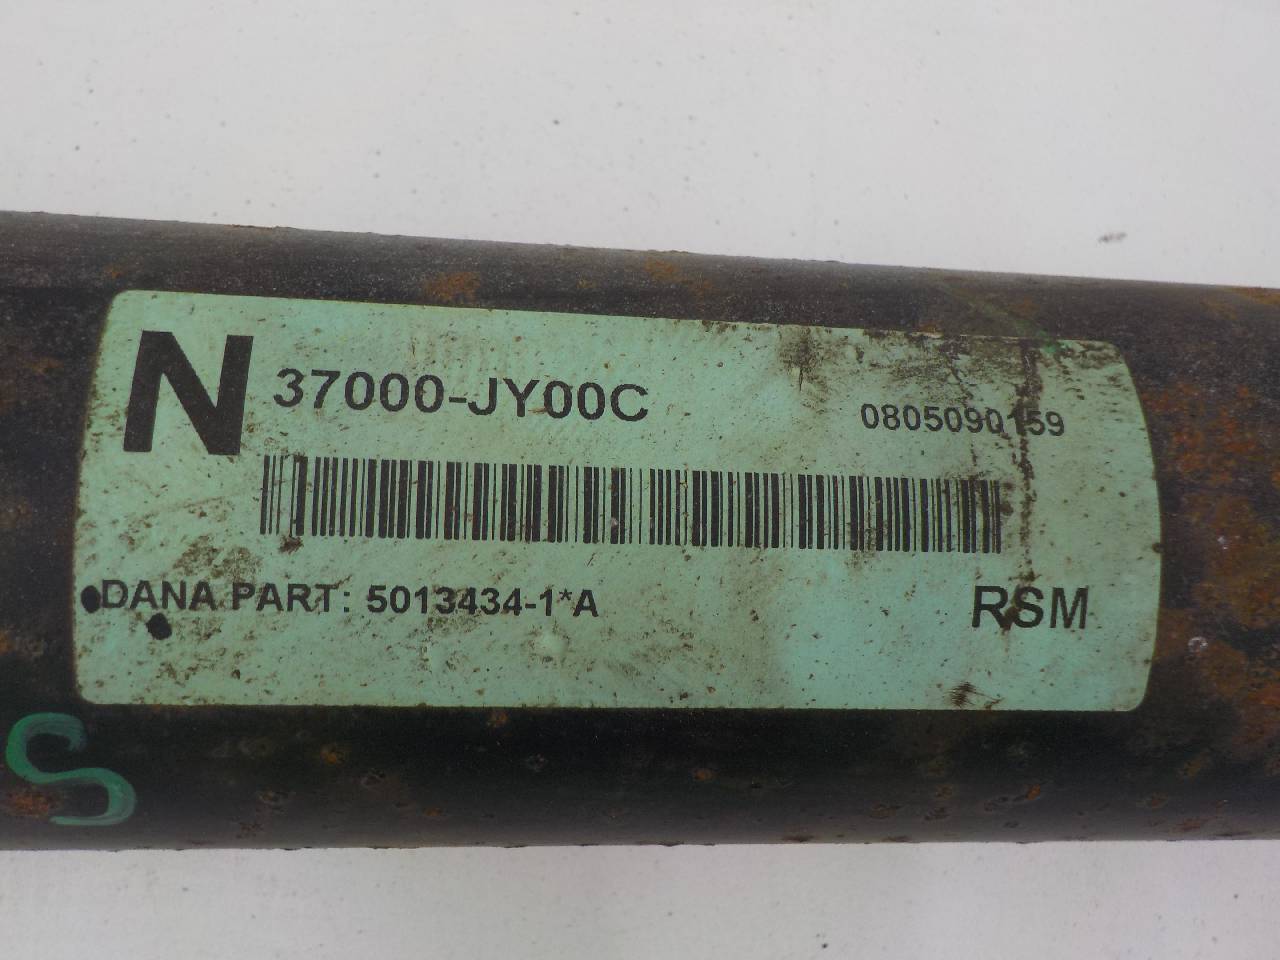 N 37000-JY00C 0805090159
DANA PART: 5013434-1*A RSM
S